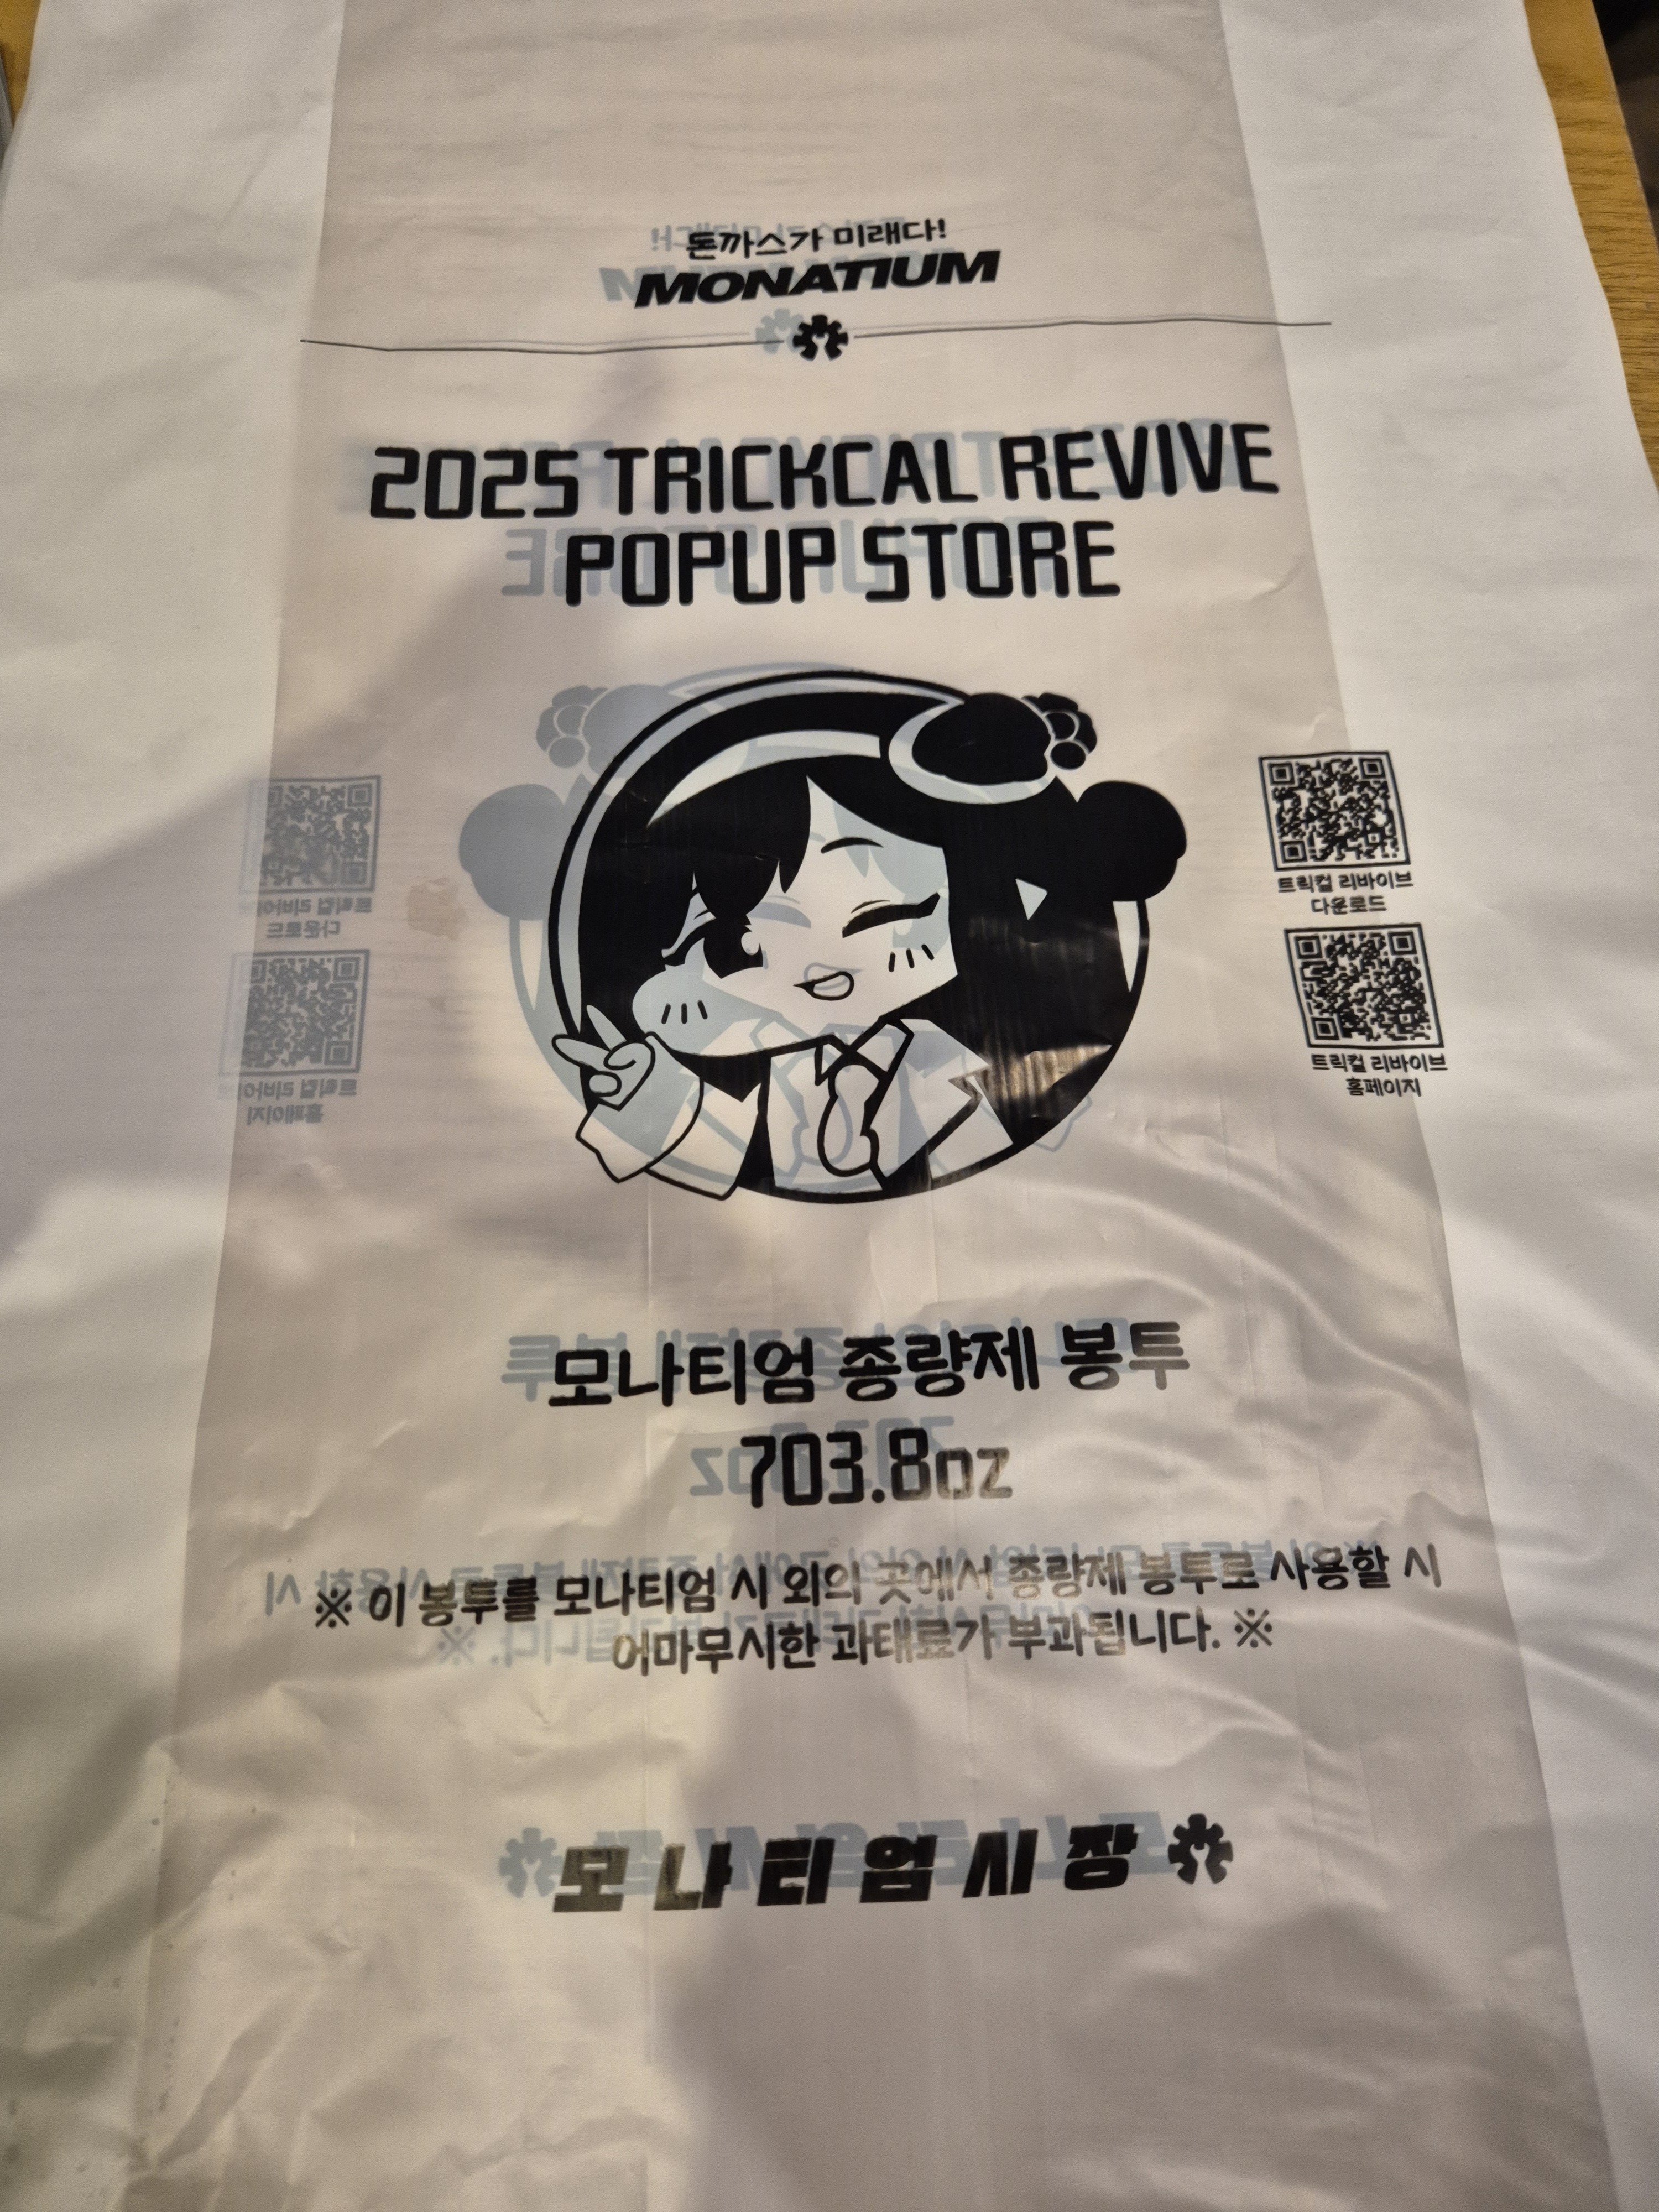 돈까스가 미래다!
MONATIUM
2025 TRICKCAL REVIVE
POPUP STORE
트릭컬 리바이브
다운로드
트릭컬 리바이브
홈페이지
모나티엄 종량제 봉투
703.8oz
※ 이 봉투를 모나티엄 시 외의 곳에서 종량제 봉투로 사용할 시
어마무시한 과태료가 부과됩니다. ※
모나티엄시장